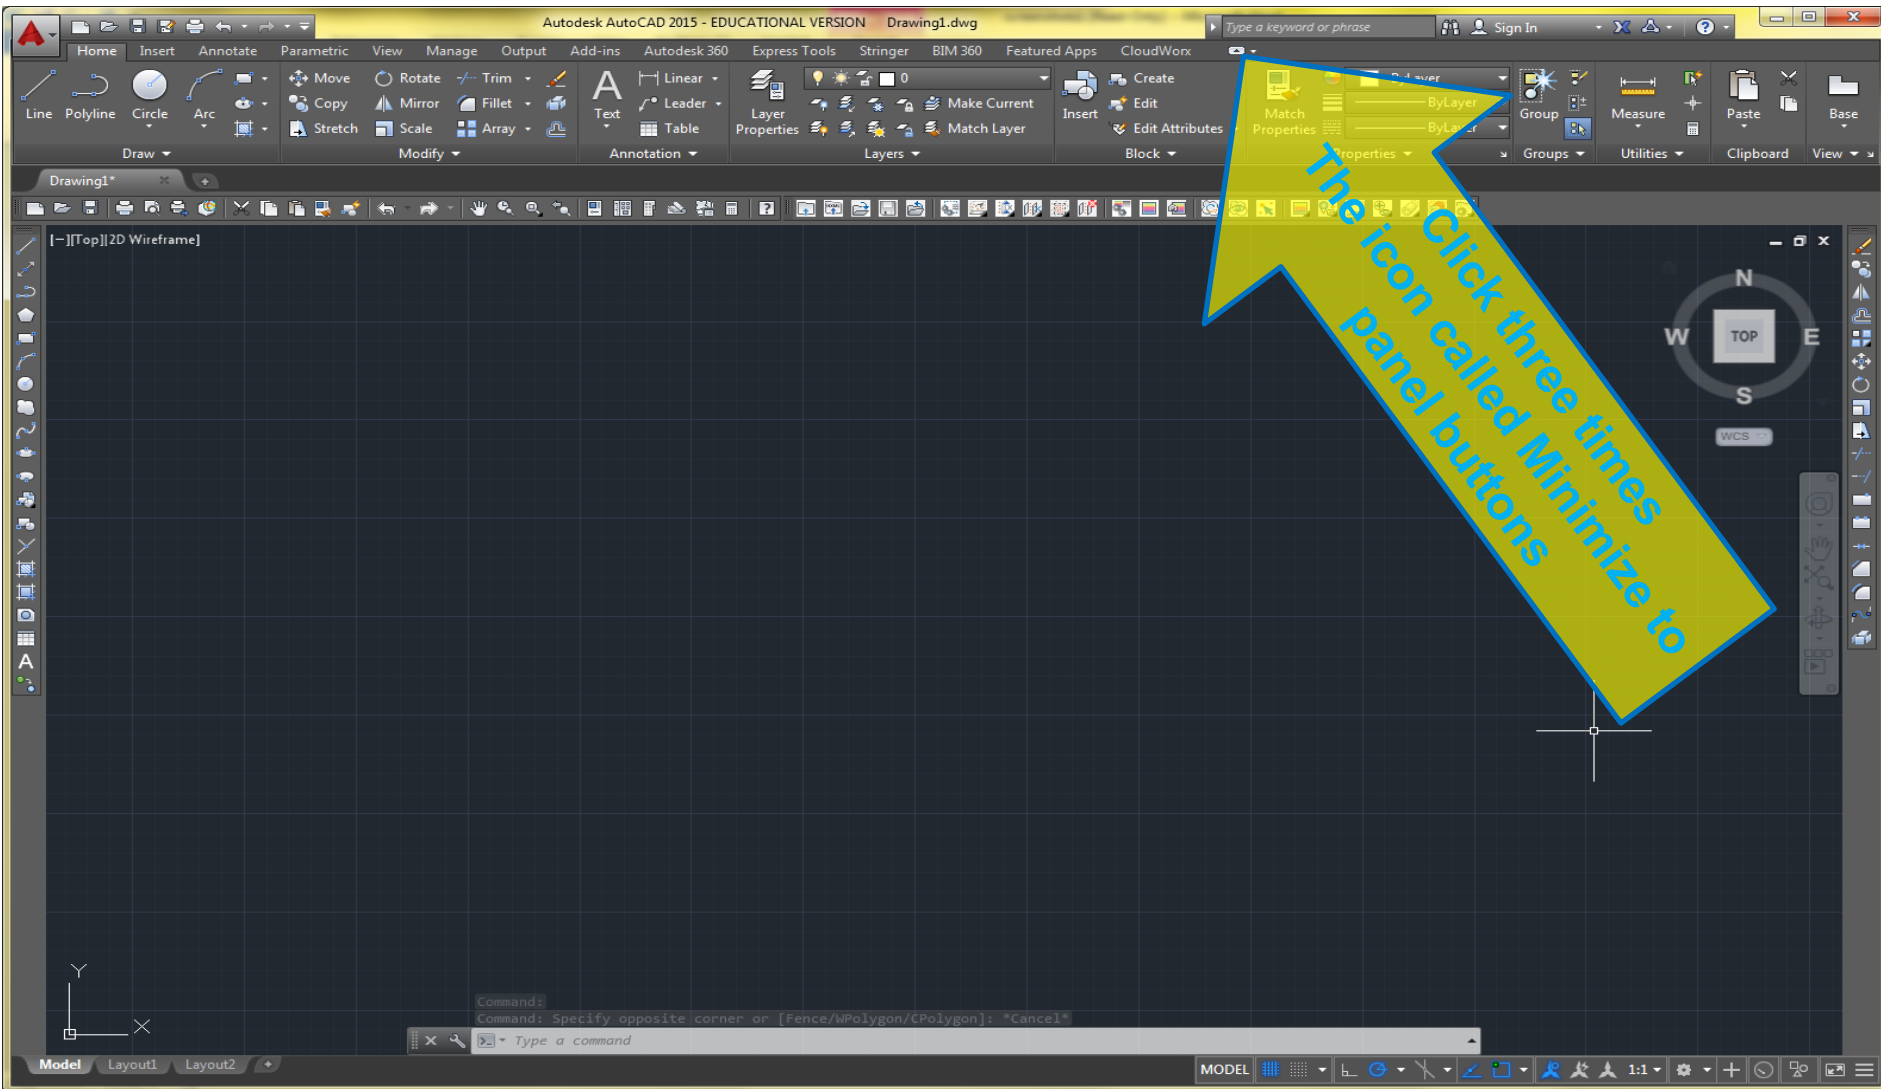 Autodesk AutoCAD 2015 - EDUCATIONAL VERSION Drawing1.dwg
Type a keyword or phrase
Sign In
Home Insert Annotate Parametric View Manage Output Add-ins Autodesk 360 Express Tools Stringer BIM 360 Featured Apps CloudWorx
Line Polyline Circle Arc
Move Rotate Trim
Copy Mirror Fillet
Stretch Scale Array
Text
Linear
Leader
Table
Layer
Properties
0
Make Current
Match Layer
Insert
Create
Edit
Edit Attributes
Match
Properties
ByLayer
ByLayer
ByLayer
Group
Measure
Paste
Base
Draw Modify Annotation Layers Block Properties Groups Utilities Clipboard View
Drawing1*
[−][Top][2D Wireframe]
Click three times
The icon called Minimize to
panel buttons
N
W TOP E
S
WCS
A
Y
X
Command:
Command: Specify opposite corner or [Fence/WPolygon/CPolygon]: *Cancel*
Type a command
Model Layout1 Layout2
MODEL
1:1